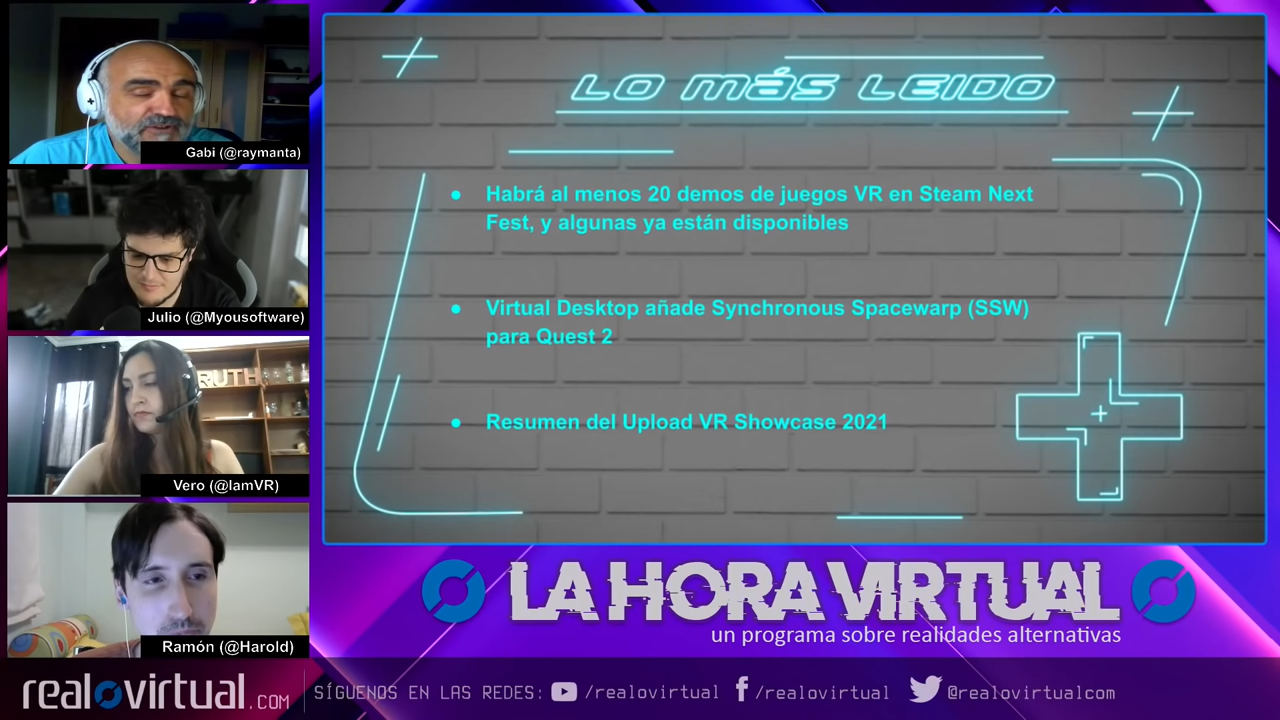 LO MÁS LEIDO
Gabi (@raymanta)
● Habrá al menos 20 demos de juegos VR en Steam Next
Fest, y algunas ya están disponibles
Julio (@Myousoftware)
● Virtual Desktop añade Synchronous Spacewarp (SSW)
para Quest 2
RUTH
● Resumen del Upload VR Showcase 2021
Vero (@IamVR)
LA HORA VIRTUAL
un programa sobre realidades alternativas
Ramón (@Harold)
realovirtual.COM
SÍGUENOS EN LAS REDES: /realovirtual /realovirtual @realovirtualcom